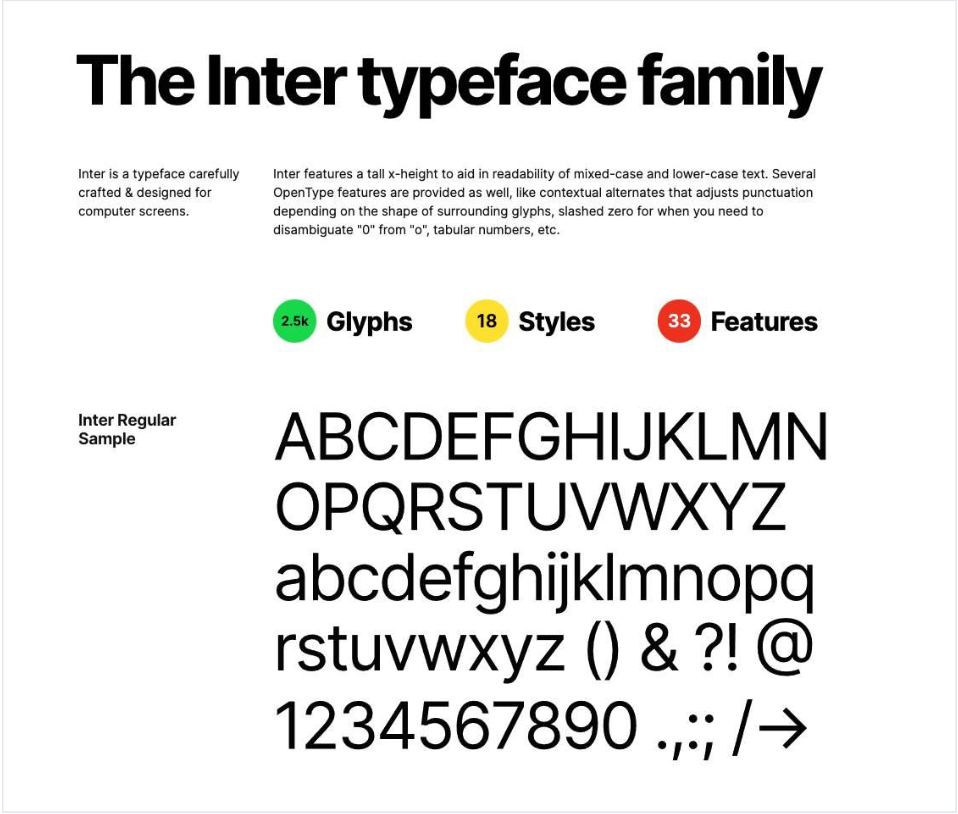 The Inter typeface family
Inter is a typeface carefully
crafted & designed for
computer screens.
Inter features a tall x-height to aid in readability of mixed-case and lower-case text. Several
OpenType features are provided as well, like contextual alternates that adjusts punctuation
depending on the shape of surrounding glyphs, slashed zero for when you need to
disambiguate "0" from "o", tabular numbers, etc.
2.5k Glyphs
18 Styles
33 Features
Inter Regular
Sample
ABCDEFGHIJKLMN
OPQRSTUVWXYZ
abcdefghijklmnopq
rstuvwxyz () & ?! @
1234567890 .,:; /→